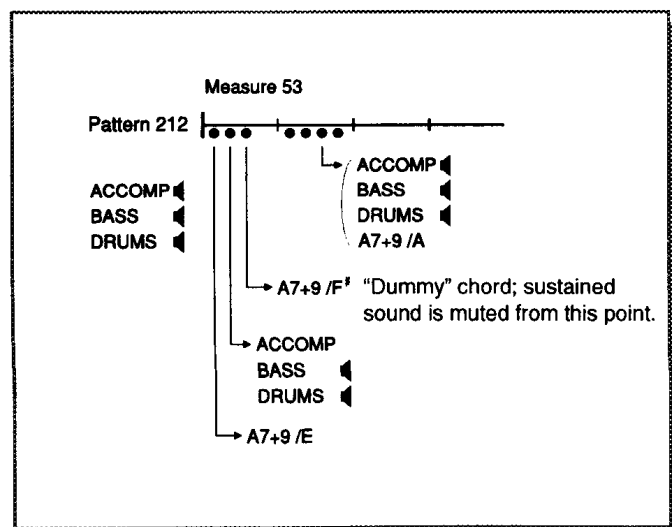 Measure 53
Pattern 212
ACCOMP
BASS
DRUMS
ACCOMP
BASS
DRUMS
A7+9 /A
A7+9 /F# “Dummy” chord; sustained
sound is muted from this point.
ACCOMP
BASS
DRUMS
A7+9 /E